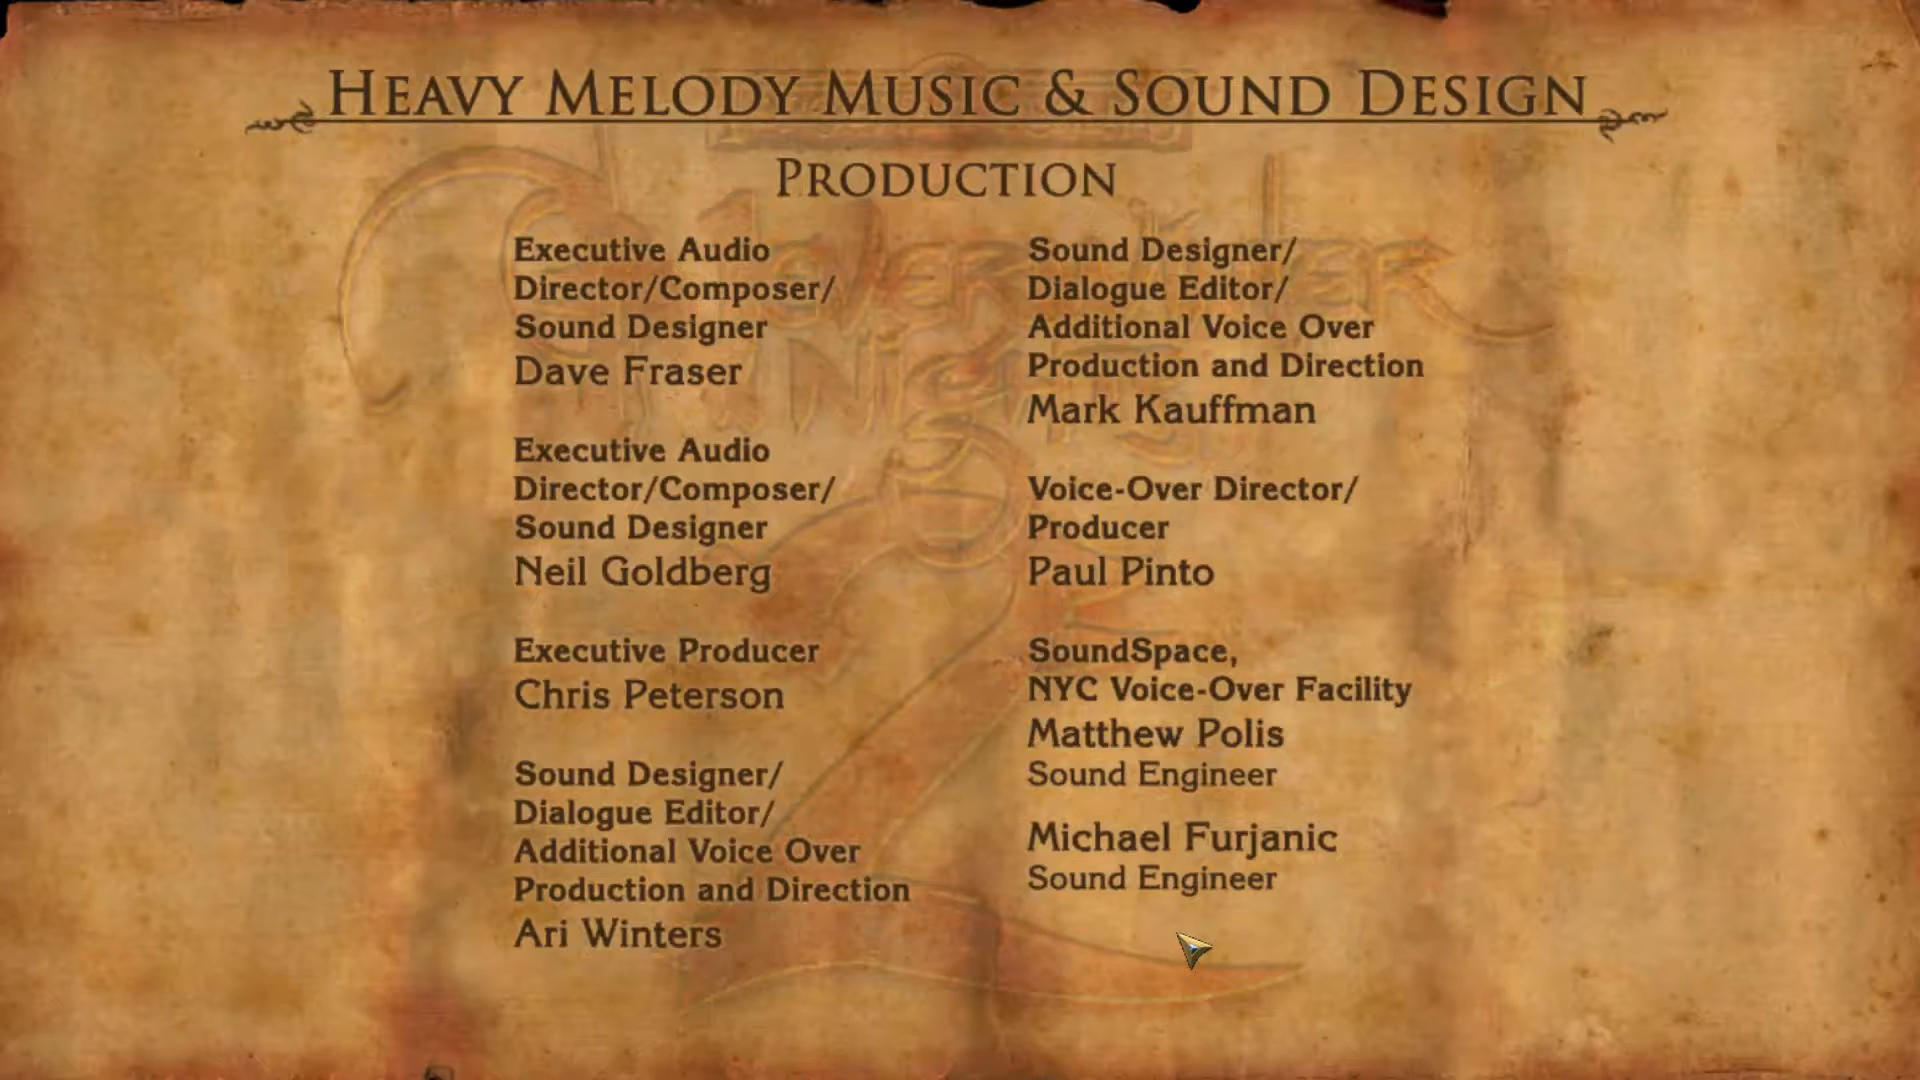 Heavy Melody Music & Sound Design
Production
Executive Audio
Director/Composer/
Sound Designer
Dave Fraser
Executive Audio
Director/Composer/
Sound Designer
Neil Goldberg
Executive Producer
Chris Peterson
Sound Designer/
Dialogue Editor/
Additional Voice Over
Production and Direction
Ari Winters
Sound Designer/
Dialogue Editor/
Additional Voice Over
Production and Direction
Mark Kauffman
Voice-Over Director/
Producer
Paul Pinto
SoundSpace,
NYC Voice-Over Facility
Matthew Polis
Sound Engineer
Michael Furjanic
Sound Engineer